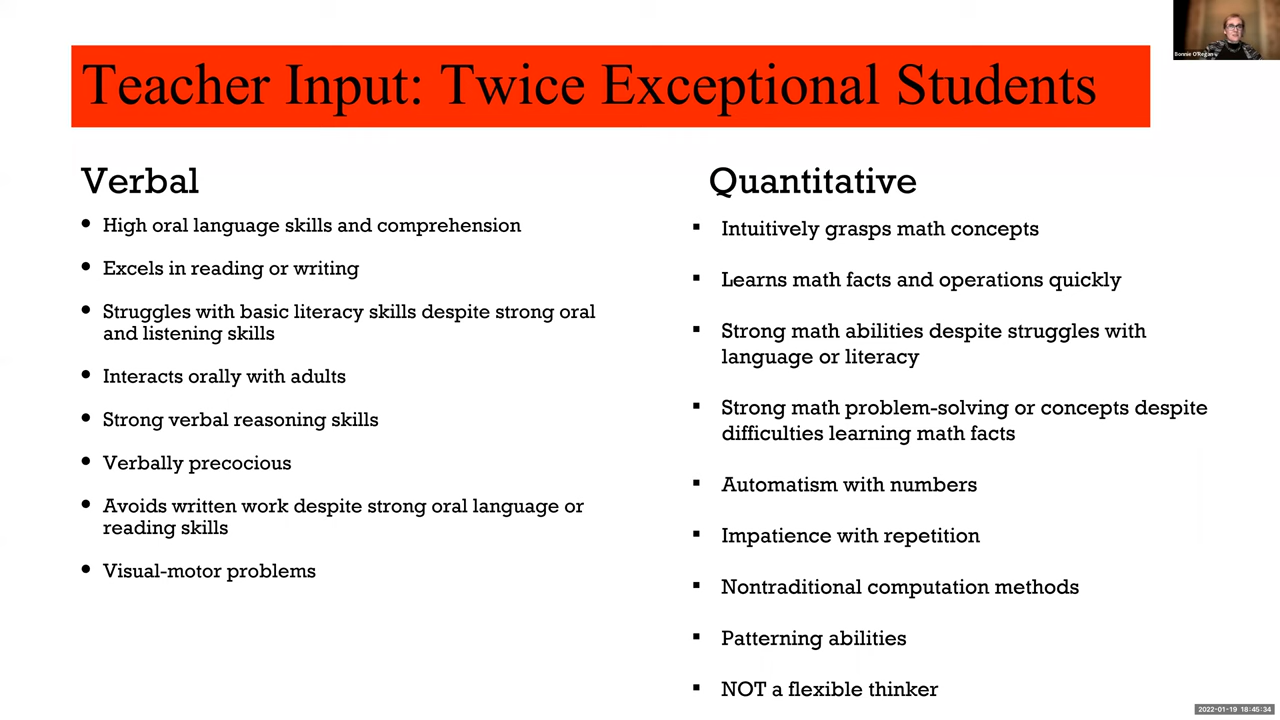 Bonnie O'Regan
Teacher Input: Twice Exceptional Students
Verbal
• High oral language skills and comprehension
• Excels in reading or writing
• Struggles with basic literacy skills despite strong oral
and listening skills
• Interacts orally with adults
• Strong verbal reasoning skills
• Verbally precocious
• Avoids written work despite strong oral language or
reading skills
• Visual-motor problems
Quantitative
▪ Intuitively grasps math concepts
▪ Learns math facts and operations quickly
▪ Strong math abilities despite struggles with
language or literacy
▪ Strong math problem-solving or concepts despite
difficulties learning math facts
▪ Automatism with numbers
▪ Impatience with repetition
▪ Nontraditional computation methods
▪ Patterning abilities
▪ NOT a flexible thinker
2022-01-19 18:45:34